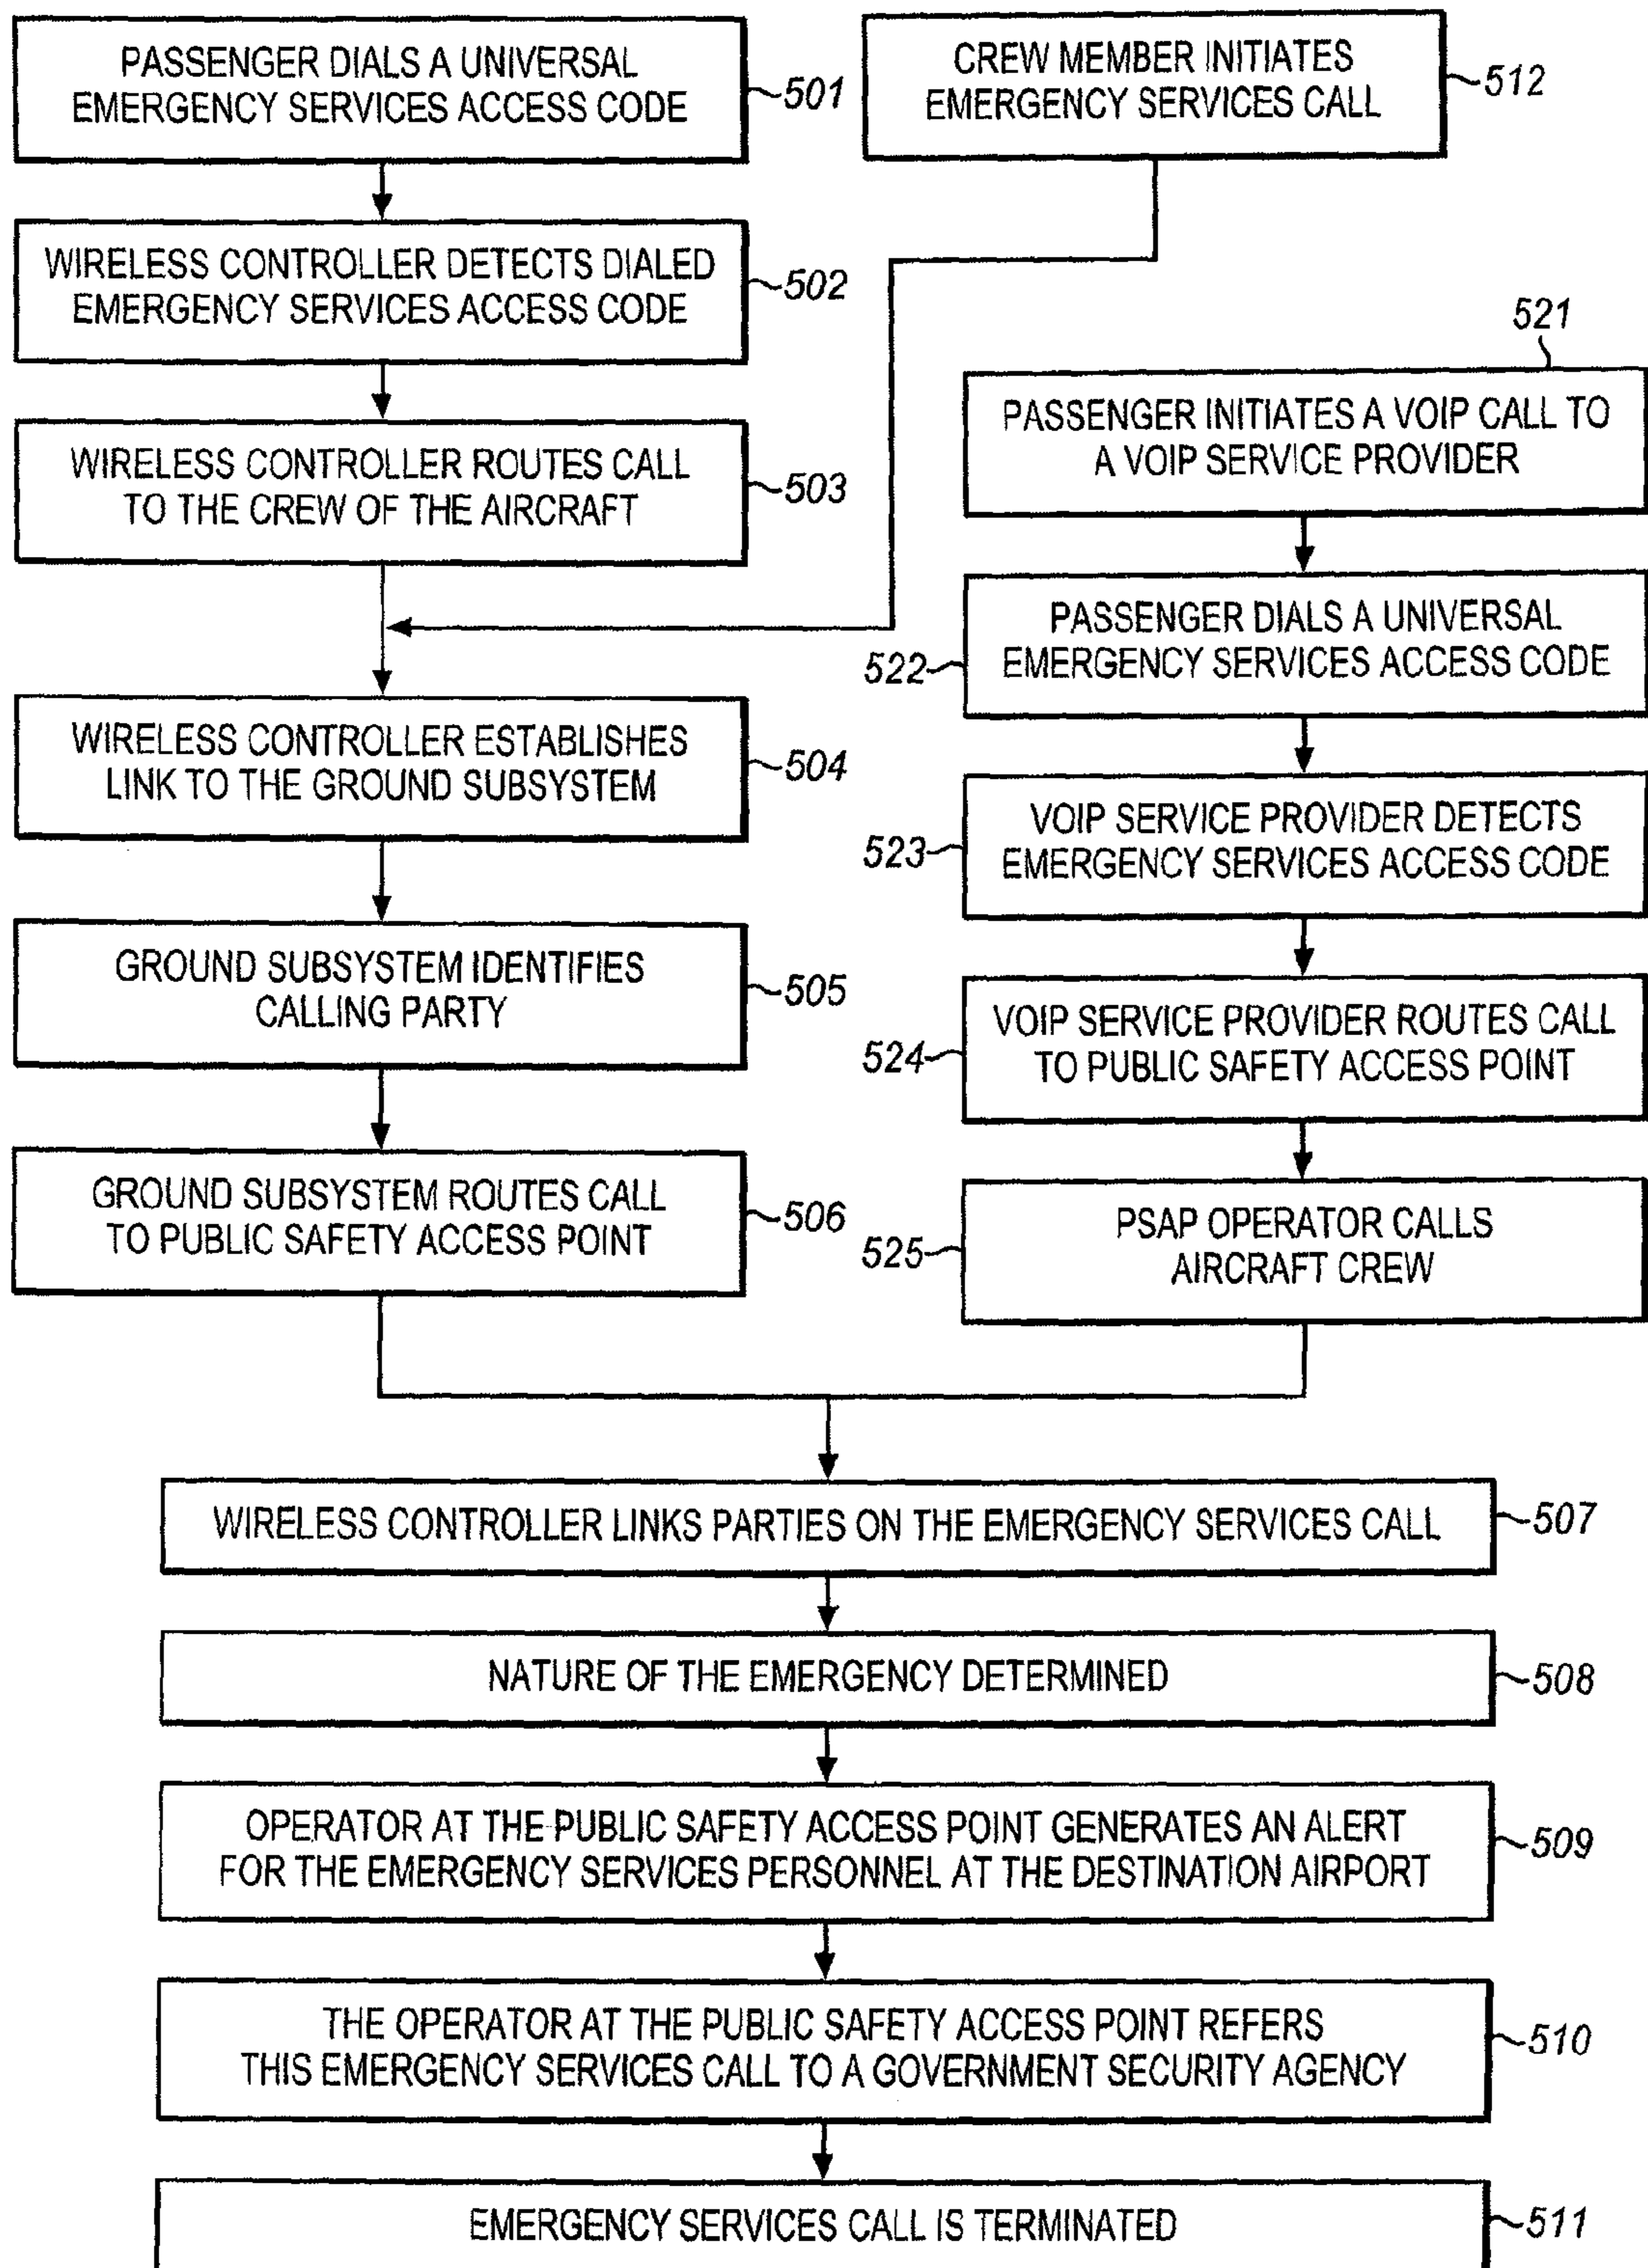 PASSENGER DIALS A UNIVERSAL
EMERGENCY SERVICES ACCESS CODE
501
CREW MEMBER INITIATES
EMERGENCY SERVICES CALL
512
WIRELESS CONTROLLER DETECTS DIALED
EMERGENCY SERVICES ACCESS CODE
502
WIRELESS CONTROLLER ROUTES CALL
TO THE CREW OF THE AIRCRAFT
503
521
PASSENGER INITIATES A VOIP CALL TO
A VOIP SERVICE PROVIDER
PASSENGER DIALS A UNIVERSAL
EMERGENCY SERVICES ACCESS CODE
522
WIRELESS CONTROLLER ESTABLISHES
LINK TO THE GROUND SUBSYSTEM
504
VOIP SERVICE PROVIDER DETECTS
EMERGENCY SERVICES ACCESS CODE
523
GROUND SUBSYSTEM IDENTIFIES
CALLING PARTY
505
VOIP SERVICE PROVIDER ROUTES CALL
TO PUBLIC SAFETY ACCESS POINT
524
GROUND SUBSYSTEM ROUTES CALL
TO PUBLIC SAFETY ACCESS POINT
506
PSAP OPERATOR CALLS
AIRCRAFT CREW
525
WIRELESS CONTROLLER LINKS PARTIES ON THE EMERGENCY SERVICES CALL
507
NATURE OF THE EMERGENCY DETERMINED
508
OPERATOR AT THE PUBLIC SAFETY ACCESS POINT GENERATES AN ALERT
FOR THE EMERGENCY SERVICES PERSONNEL AT THE DESTINATION AIRPORT
509
THE OPERATOR AT THE PUBLIC SAFETY ACCESS POINT REFERS
THIS EMERGENCY SERVICES CALL TO A GOVERNMENT SECURITY AGENCY
510
EMERGENCY SERVICES CALL IS TERMINATED
511